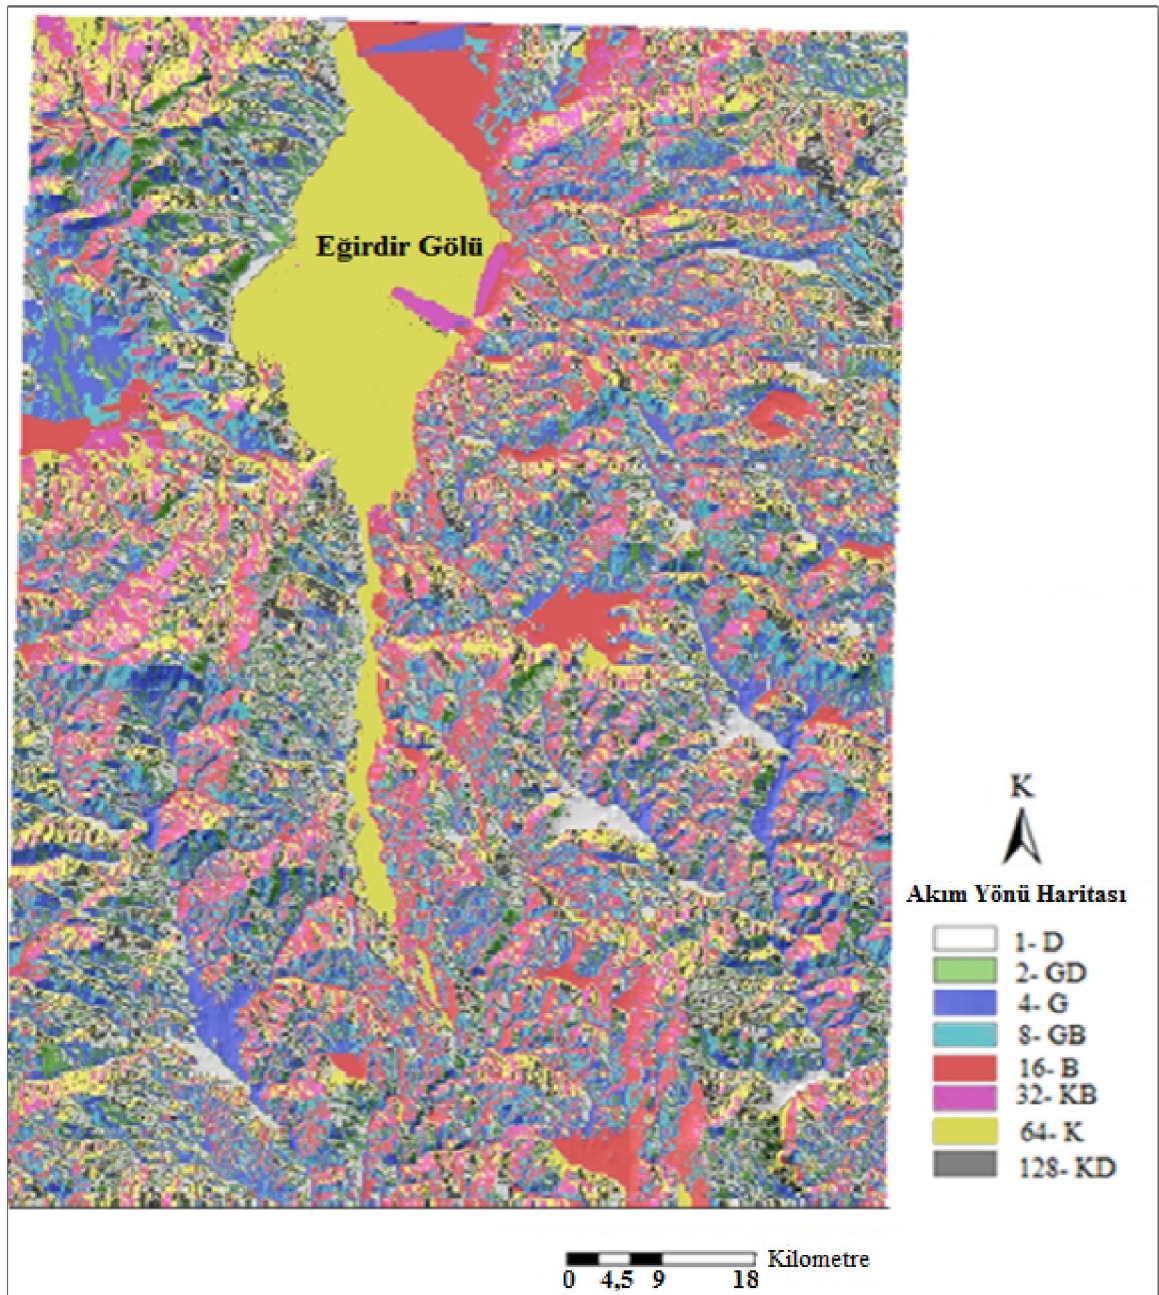 Eğirdir Gölü
K
Akım Yönü Haritası
1- D
2- GD
4- G
8- GB
16- B
32- KB
64- K
128- KD
Kilometre
0 4,5 9 18